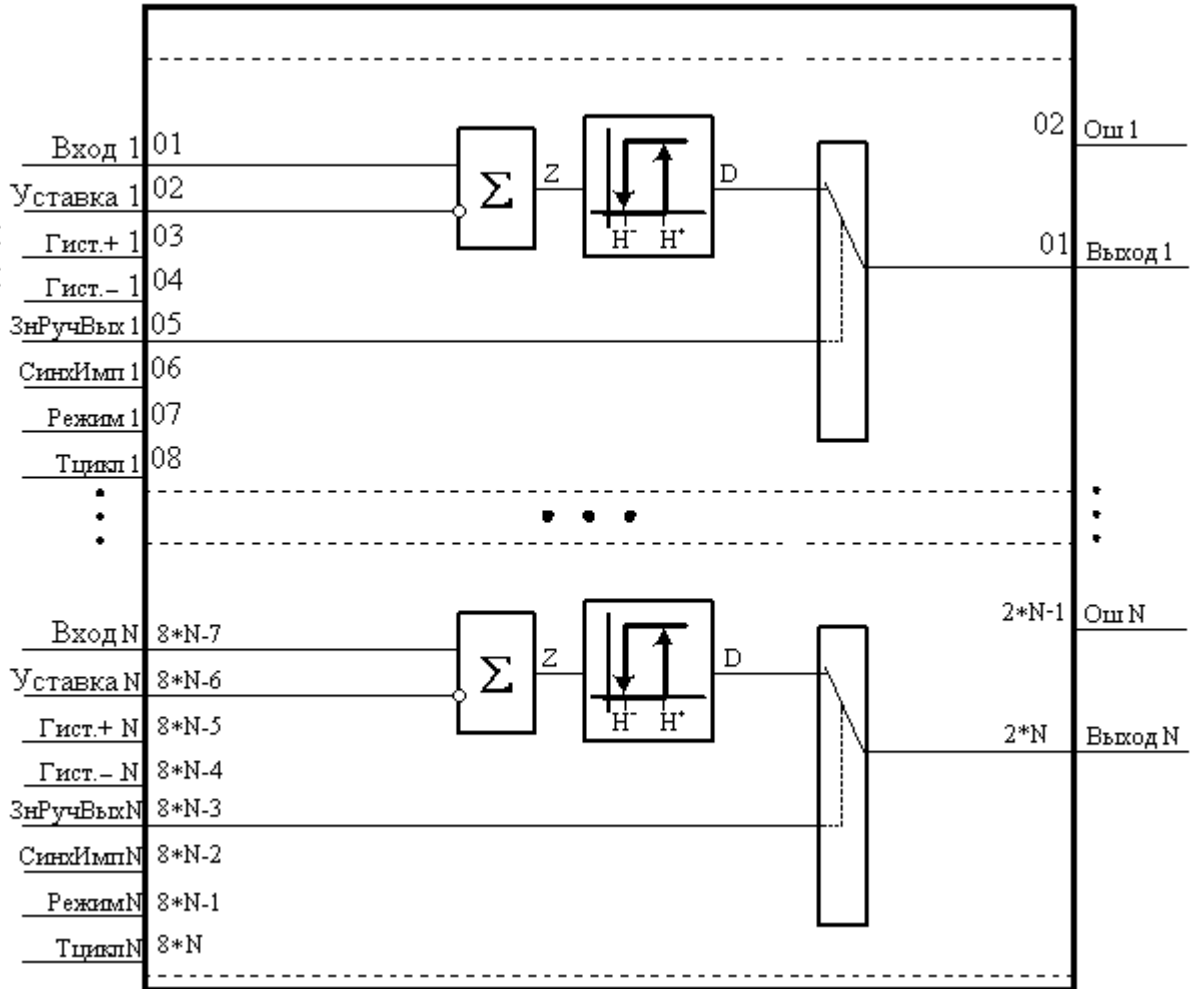 Вход 1 01
Уставка 1 02
Гист.+ 1 03
Гист.– 1 04
ЗнРучВых 1 05
СинхИмп 1 06
Режим 1 07
Тцикл 1 08
Σ
Z
H⁻ H⁺
D
02 Ош 1
01 Выход 1
Вход N 8*N-7
Уставка N 8*N-6
Гист.+ N 8*N-5
Гист.– N 8*N-4
ЗнРучВыхN 8*N-3
СинхИмпN 8*N-2
РежимN 8*N-1
ТциклN 8*N
Σ
Z
H⁻ H⁺
D
2*N-1 Ош N
2*N Выход N